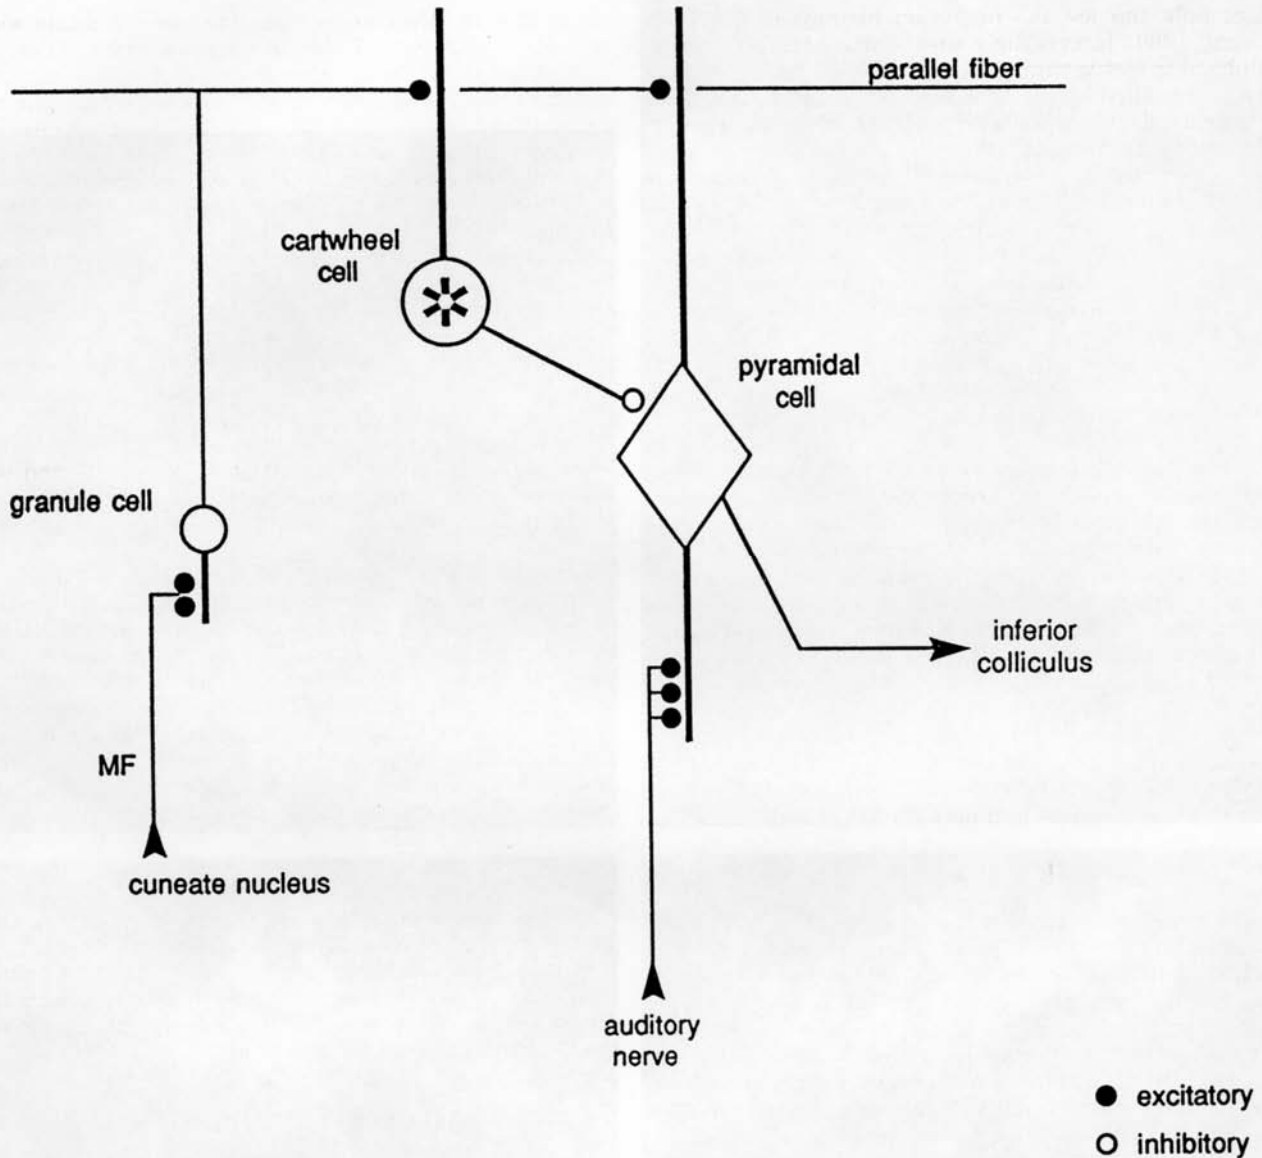 parallel fiber
cartwheel
cell
pyramidal
cell
granule cell
inferior
colliculus
MF
cuneate nucleus
auditory
nerve
excitatory
inhibitory